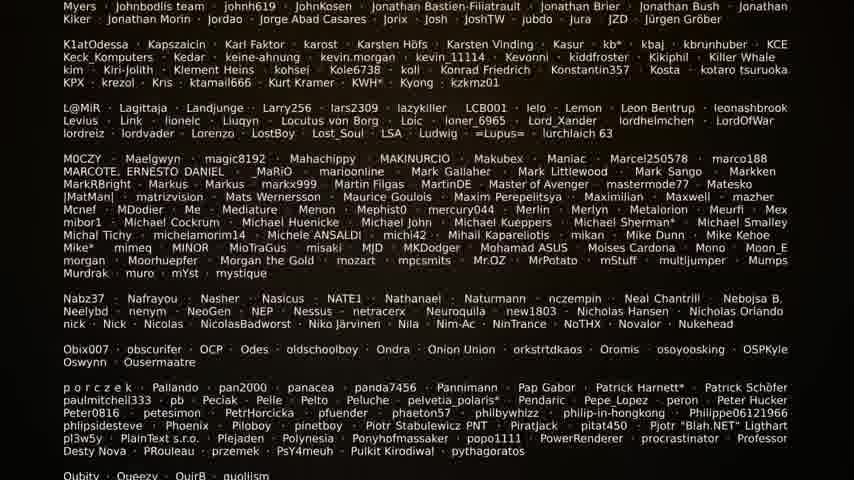 Myers · Johnbodlis team · johnh619 · JohnKosen · Jonathan Bastien-Filiatrault · Jonathan Brier · Jonathan Bush · Jonathan
Kiker · Jonathan Morin · Jordao · Jorge Abad Casares · Jorix · Josh · JoshTW · jubdo · jura · JZD · Jürgen Gröber
K1atOdessa · Kapszaicin · Karl Faktor · karost · Karsten Höfs · Karsten Vinding · Kasur · kb* · kbaj · kbrunhuber · KCE
Keck_Komputers · Kedar · keine-ahnung · kevin.morgan · kevin_11114 · Kevonni · kiddfroster · Kikiphil · Killer Whale ·
kim · Kiri-Jolith · Klement Heins · kohsej · Kole6738 · koli · Konrad Friedrich · Konstantin357 · Kosta · kotaro tsuruoka
KPX · krezol · Kris · ktamail666 · Kurt Kramer · KWH* · Kyong · kzkmz01
L@MiR · Lagittaja · Landjunge · Larry256 · lars2309 · lazykiller · LCB001 · lelo · Lemon · Leon Bentrup · leonashbrook
Levius · Link · lionelc · Liuqyn · Locutus von Borg · Loic · loner_6965 · Lord_Xander · lordhelmchen · LordOfWar ·
lordreiz · lordvader · Lorenzo · LostBoy · Lost_Soul · LSA · Ludwig · =Lupus= · lurchlaich 63
M0CZY · Maelgwyn · magic8192 · Mahachippy · MAKINURCIO · Makubex · Maniac · Marcel250578 · marco188 ·
MARCOTE, ERNESTO DANIEL · _MaRiO · marioonline · Mark Gallaher · Mark Littlewood · Mark Sango · Markken
MarkRBright · Markus · Markus · markx999 · Martin Filgas · MartinDE · Master of Avenger · mastermode77 · Matesko
|MatMan| · matrizvision · Mats Wernersson · Maurice Goulois · Maxim Perepelitsya · Maximilian · Maxwell · mazher
Mcnef · MDodier · Me · Mediature · Menon · Mephist0 · mercury044 · Merlin · Merlyn · Metalorion · Meurfi · Mex
mibor1 · Michael Cockrum · Michael Huenicke · Michael John · Michael Kueppers · Michael Sherman* · Michael Smalley
Michal Tichy · michelamorim14 · Michele ANSALDI · michi42 · Mihail Kapareliotis · mikan · Mike Dunn · Mike Kehoe ·
Mike* · mimeq · MINOR · MioTraGus · misaki · MJD · MKDodger · Mohamad ASUS · Moises Cardona · Mono · Moon_E
morgan · Moorhuepfer · Morgan the Gold · mozart · mpcsmits · Mr.OZ · MrPotato · mStuff · multijumper · Mumps
Murdrak · muro · mYst · mystique
Nabz37 · Nafrayou · Nasher · Nasicus · NATE1 · Nathanael · Naturmann · nczempin · Neal Chantrill · Nebojsa B.
Neelybd · nenym · NeoGen · NEP · Nessus · netracerx · Neuroquila · new1803 · Nicholas Hansen · Nicholas Orlando
nick · Nick · Nicolas · NicolasBadworst · Niko Järvinen · Nila · Nim-Ac · NinTrance · NoTHX · Novalor · Nukehead
Obix007 · obscurifer · OCP · Odes · oldschoolboy · Ondra · Onion Union · orkstrtdkaos · Oromis · osoyoosking · OSPKyle
Oswynn · Ousermaatre
p o r c z e k · Pallando · pan2000 · panacea · panda7456 · Pannimann · Pap Gabor · Patrick Harnett* · Patrick Schöfer
paulmitchell333 · pb · Peciak · Pelle · Pelto · Peluche · pelvetia_polaris* · Pendaric · Pepe_Lopez · peron · Peter Hucker
Peter0816 · petesimon · PetrHorcicka · pfuender · phaeton57 · philbywhizz · philip-in-hongkong · Philippe06121966
phlipsidesteve · Phoenix · Piloboy · pinetboy · Piotr Stabulewicz PNT · PiratJack · pitat450 · Pjotr "Blah.NET" Ligthart
pl3w5y · PlainText s.r.o. · Plejaden · Polynesia · Ponyhofmassaker · popo1111 · PowerRenderer · procrastinator · Professor
Desty Nova · PRouleau · przemek · PsY4meuh · Pulkit Kirodiwal · pythagoratos
Qubity · Queezy · QuirB · quoliism